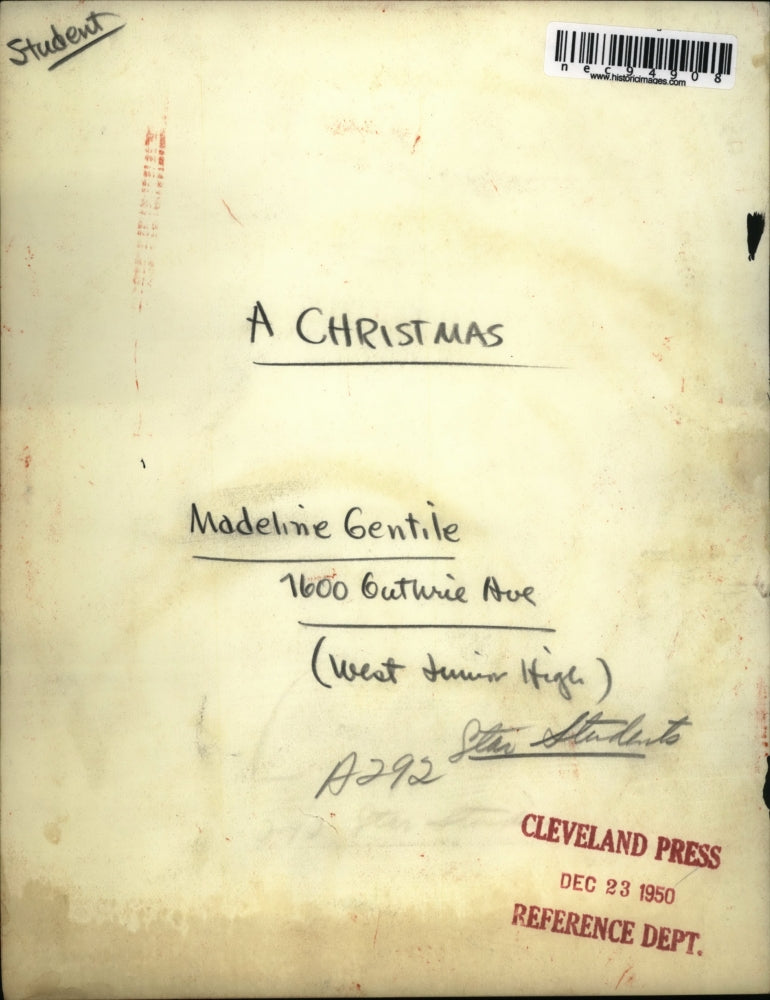 Student
nec94908
www.historicimages.com
A CHRISTMAS
Madeline Gentile
1600 Guthrie Ave
(West Junior High)
Star Students
A292
CLEVELAND PRESS
DEC 23 1950
REFERENCE DEPT.